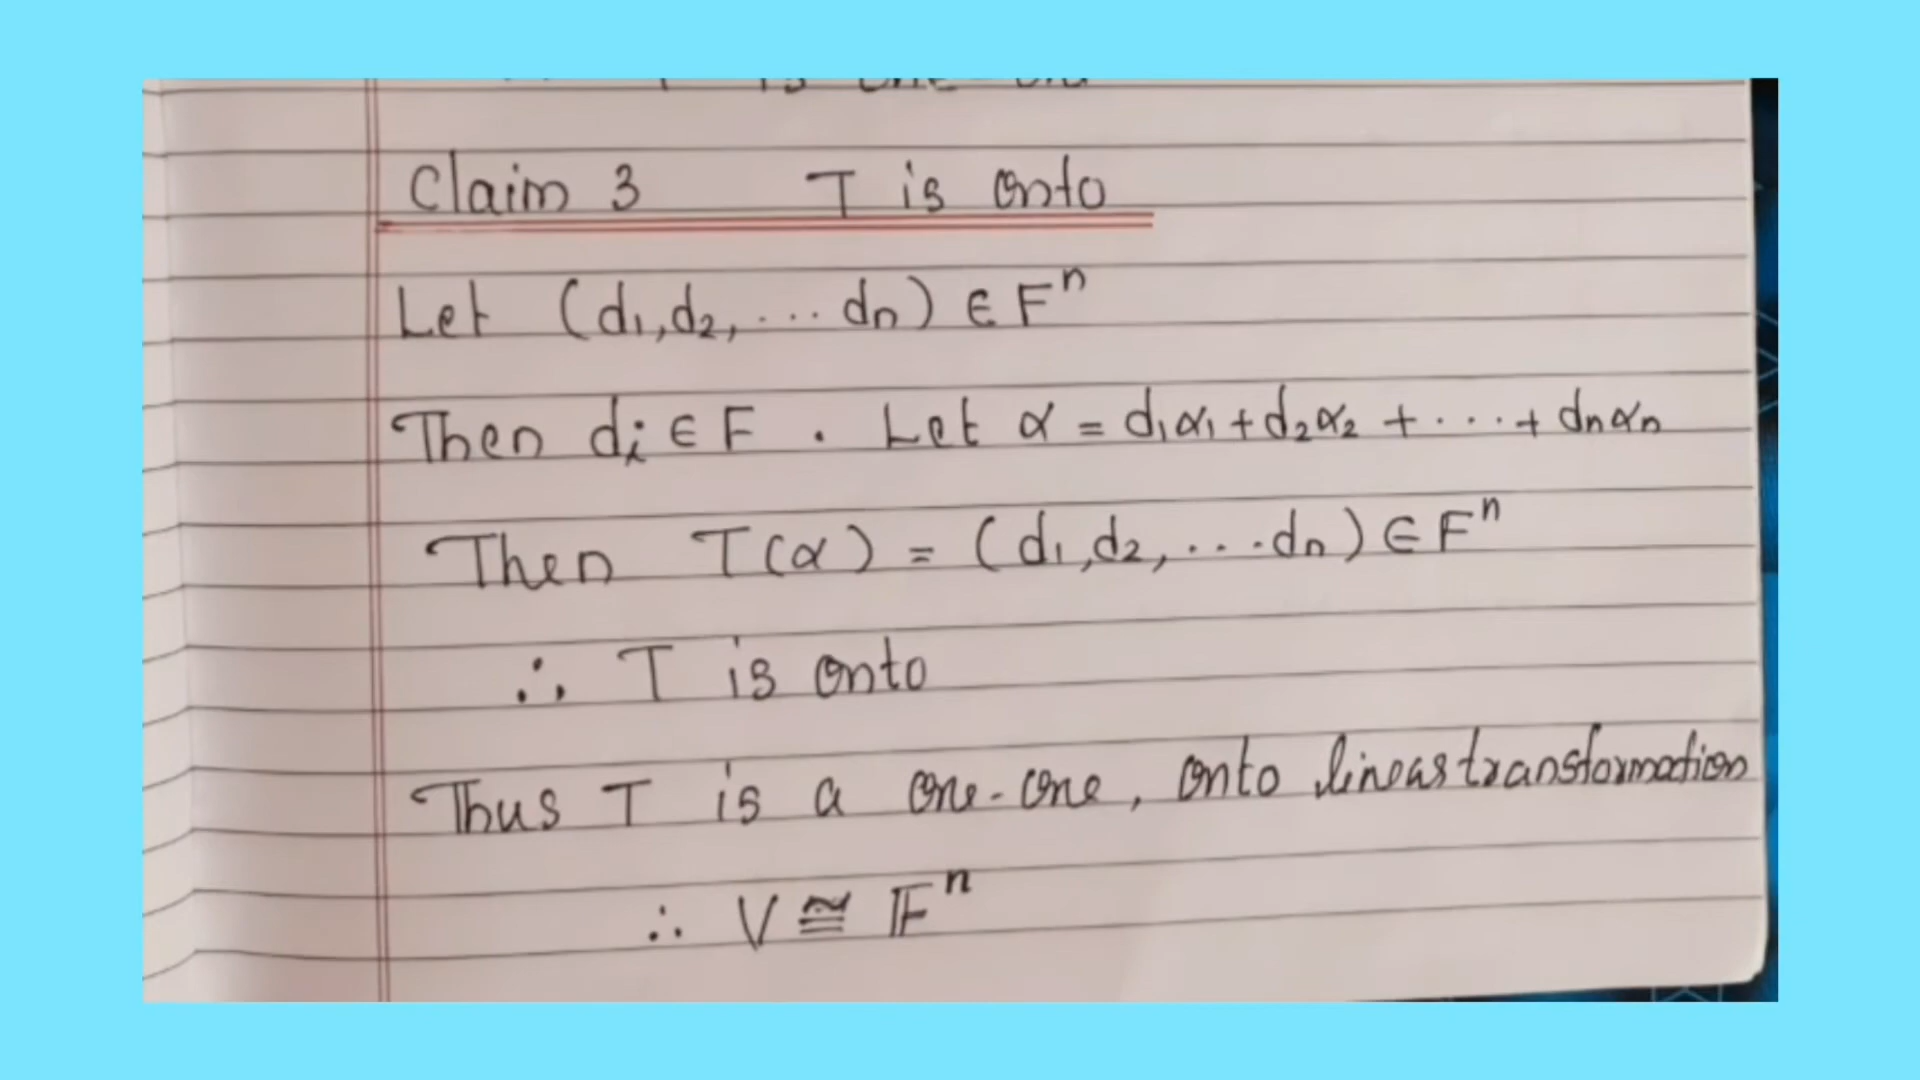 Claim 3 T is onto
Let (d₁,d₂, ... dn) ∈ Fⁿ
Then di ∈ F . Let α = d₁α₁ + d₂α₂ + .... + dnαn
Then T(α) = (d₁,d₂, ... dn) ∈ Fⁿ
∴ T is onto
Thus T is a one-one, onto linear transformation
∴ V ≅ 𝔽ⁿ